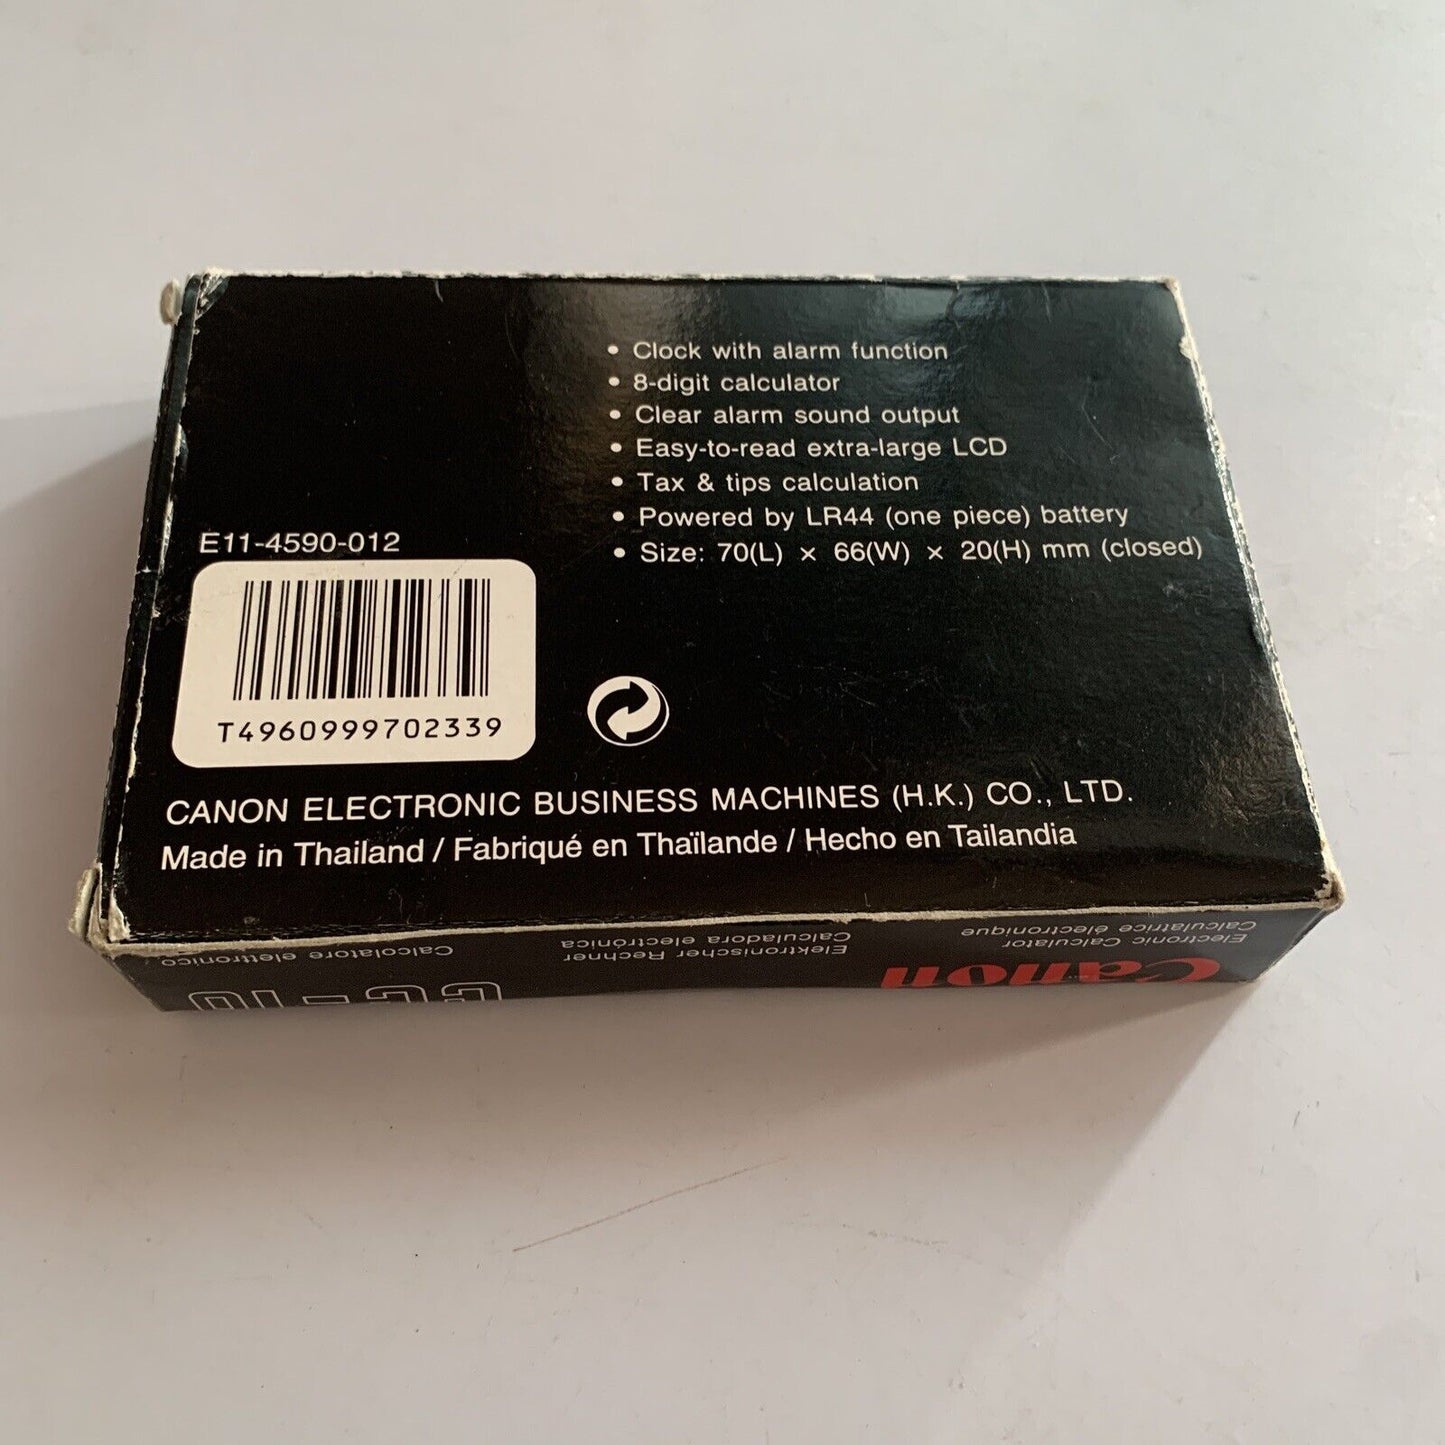 • Clock with alarm function
• 8-digit calculator
• Clear alarm sound output
• Easy-to-read extra-large LCD
• Tax & tips calculation
• Powered by LR44 (one piece) battery
• Size: 70(L) × 66(W) × 20(H) mm (closed)
E11-4590-012
T4960999702339
CANON ELECTRONIC BUSINESS MACHINES (H.K.) CO., LTD.
Made in Thailand / Fabriqué en Thaïlande / Hecho en Tailandia
Canon
Electronic Calculator
Calculatrice électronique
Elektronischer Rechner
Calculadora electrónica
Calcolatore elettronico